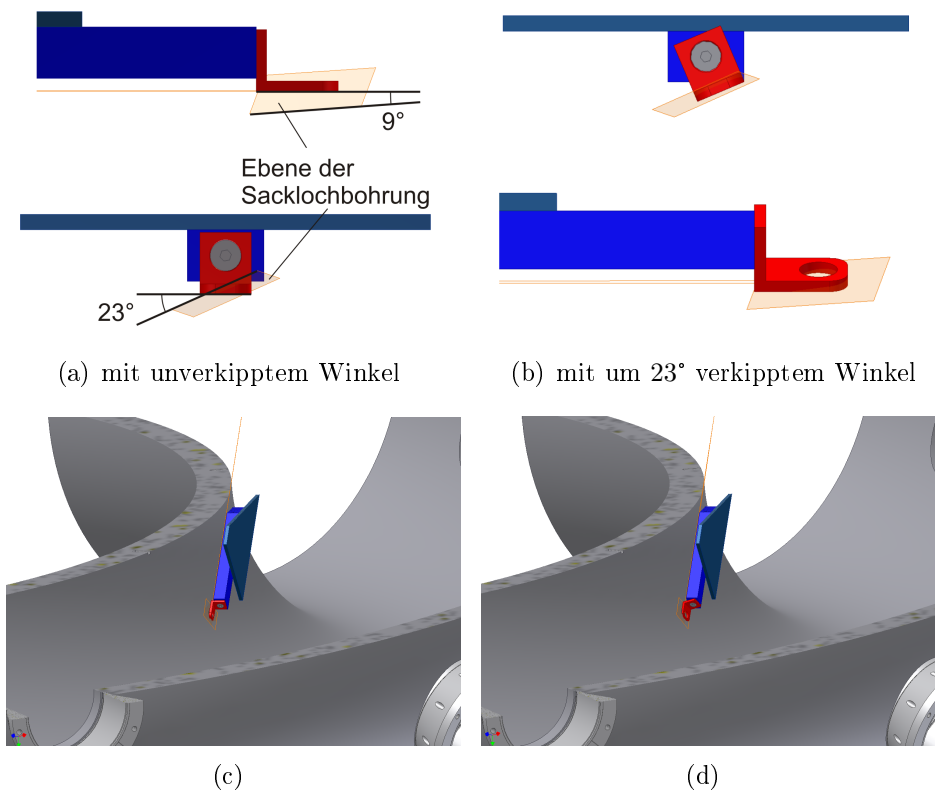 9°
Ebene der
Sacklochbohrung
23°
(a) mit unverkipptem Winkel
(b) mit um 23° verkipptem Winkel
(c)
(d)